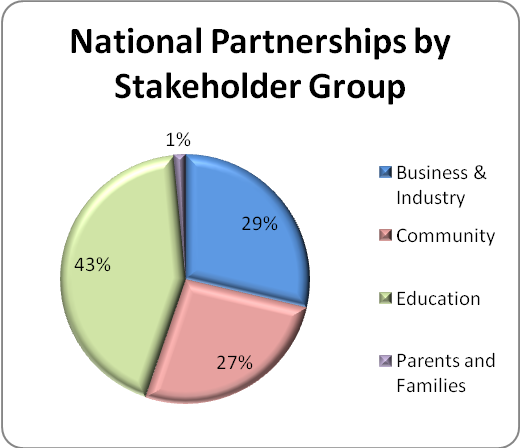 National Partnerships by
Stakeholder Group
1%
29%
43%
27%
Business &
Industry
Community
Education
Parents and
Families